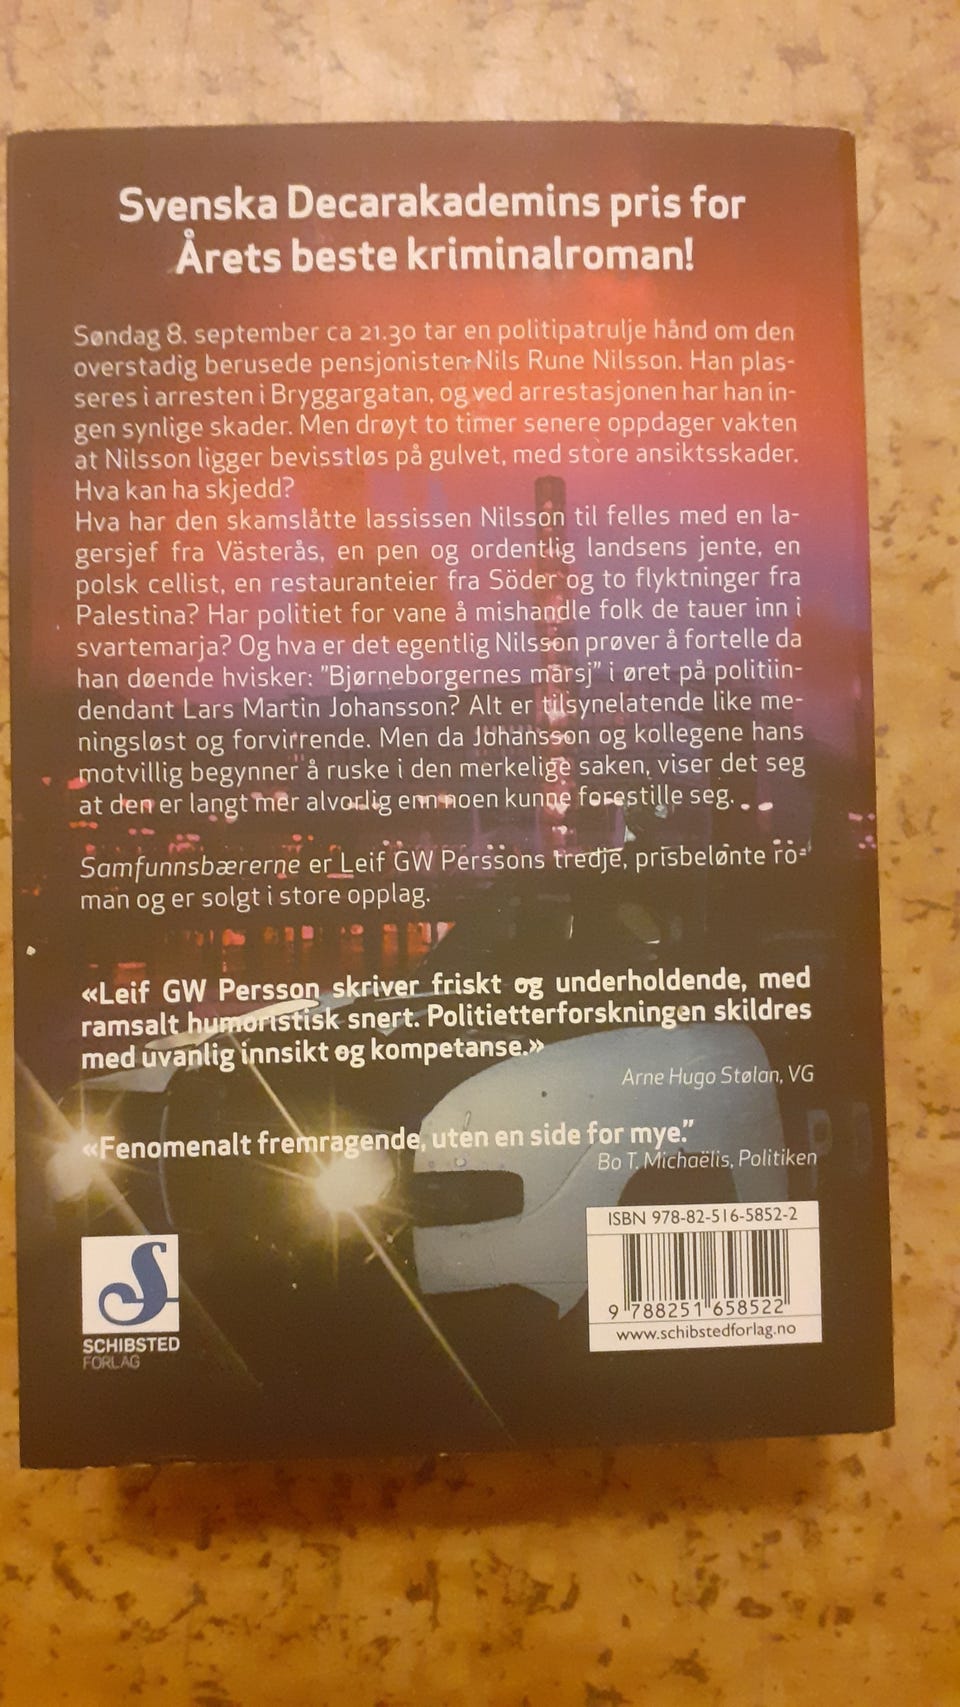 Svenska Decarakademins pris for
Årets beste kriminalroman!
Søndag 8. september ca 21.30 tar en politipatrulje hånd om den
overstadig berusede pensjonisten Nils Rune Nilsson. Han plas-
seres i arresten i Bryggargatan, og ved arrestasjonen har han in-
gen synlige skader. Men drøyt to timer senere oppdager vakten
at Nilsson ligger bevisstløs på gulvet, med store ansiktsskader.
Hva kan ha skjedd?
Hva har den skamslåtte lassissen Nilsson til felles med en la-
gersjef fra Västerås, en pen og ordentlig landsens jente, en
polsk cellist, en restauranteier fra Söder og to flyktninger fra
Palestina? Har politiet for vane å mishandle folk de tauer inn i
svartemarja? Og hva er det egentlig Nilsson prøver å fortelle da
han døende hvisker: "Bjørneborgernes marsj" i øret på politiin-
dendant Lars Martin Johansson? Alt er tilsynelatende like me-
ningsløst og forvirrende. Men da Johansson og kollegene hans
motvillig begynner å ruske i den merkelige saken, viser det seg
at den er langt mer alvorlig enn noen kunne forestille seg.
Samfunnsbærerne er Leif GW Perssons tredje, prisbelønte ro-
man og er solgt i store opplag.
«Leif GW Persson skriver friskt og underholdende, med
ramsalt humoristisk snert. Politietterforskningen skildres
med uvanlig innsikt og kompetanse.»
Arne Hugo Stølan, VG
«Fenomenalt fremragende, uten en side for mye."
Bo T. Michaëlis, Politiken
ISBN 978-82-516-5852-2
9 788251 658522
www.schibstedforlag.no
SCHIBSTED
FORLAG